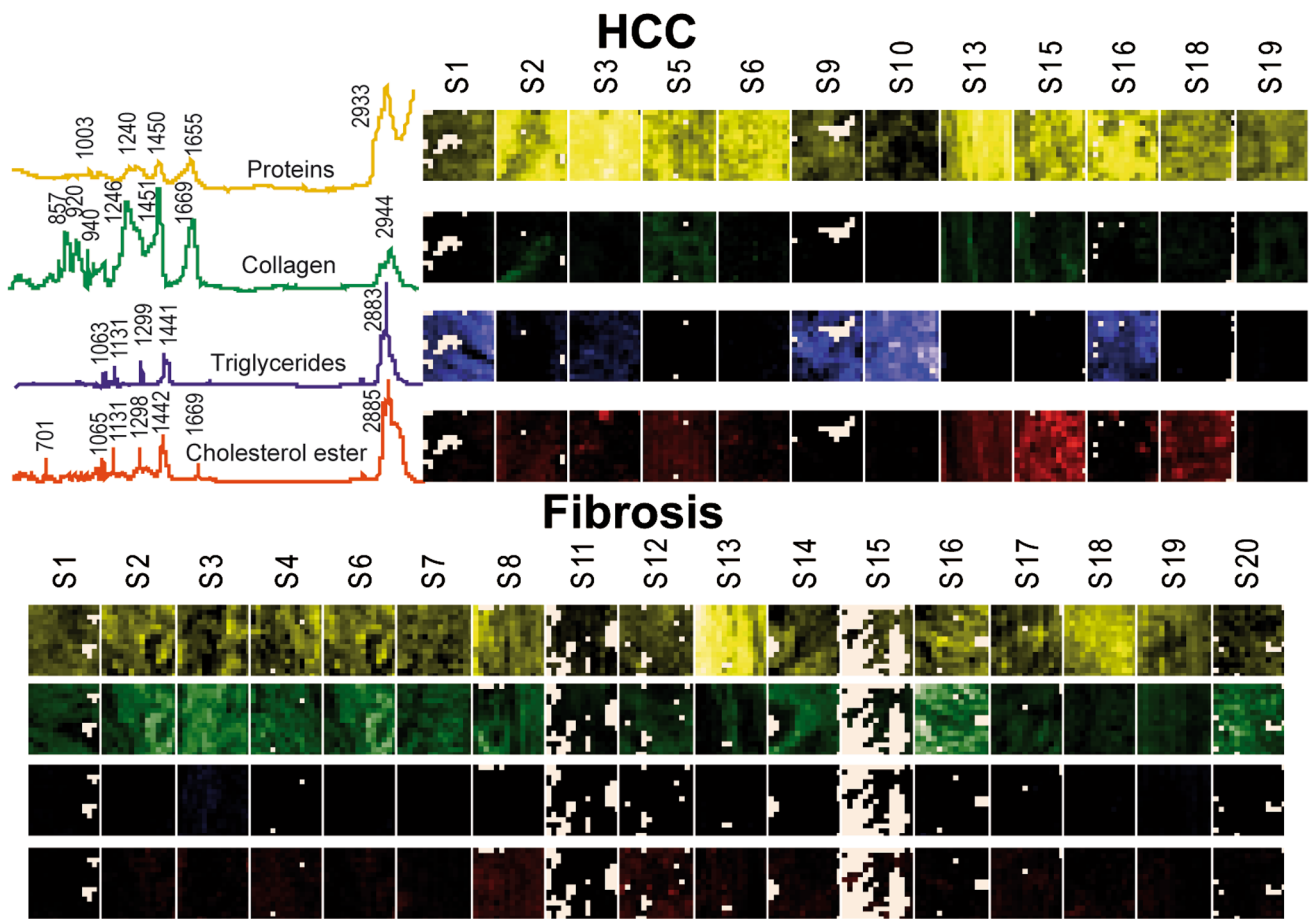 HCC
S1 S2 S3 S5 S6 S9 S10 S13 S15 S16 S18 S19
1003 1240 1450 1655 2933
Proteins
857 920 940 1246 1451 1669 2944
Collagen
1063 1131 1299 1441 2883
Triglycerides
701 1065 1131 1298 1442 1669 2885
Cholesterol ester
Fibrosis
S1 S2 S3 S4 S6 S7 S8 S11 S12 S13 S14 S15 S16 S17 S18 S19 S20